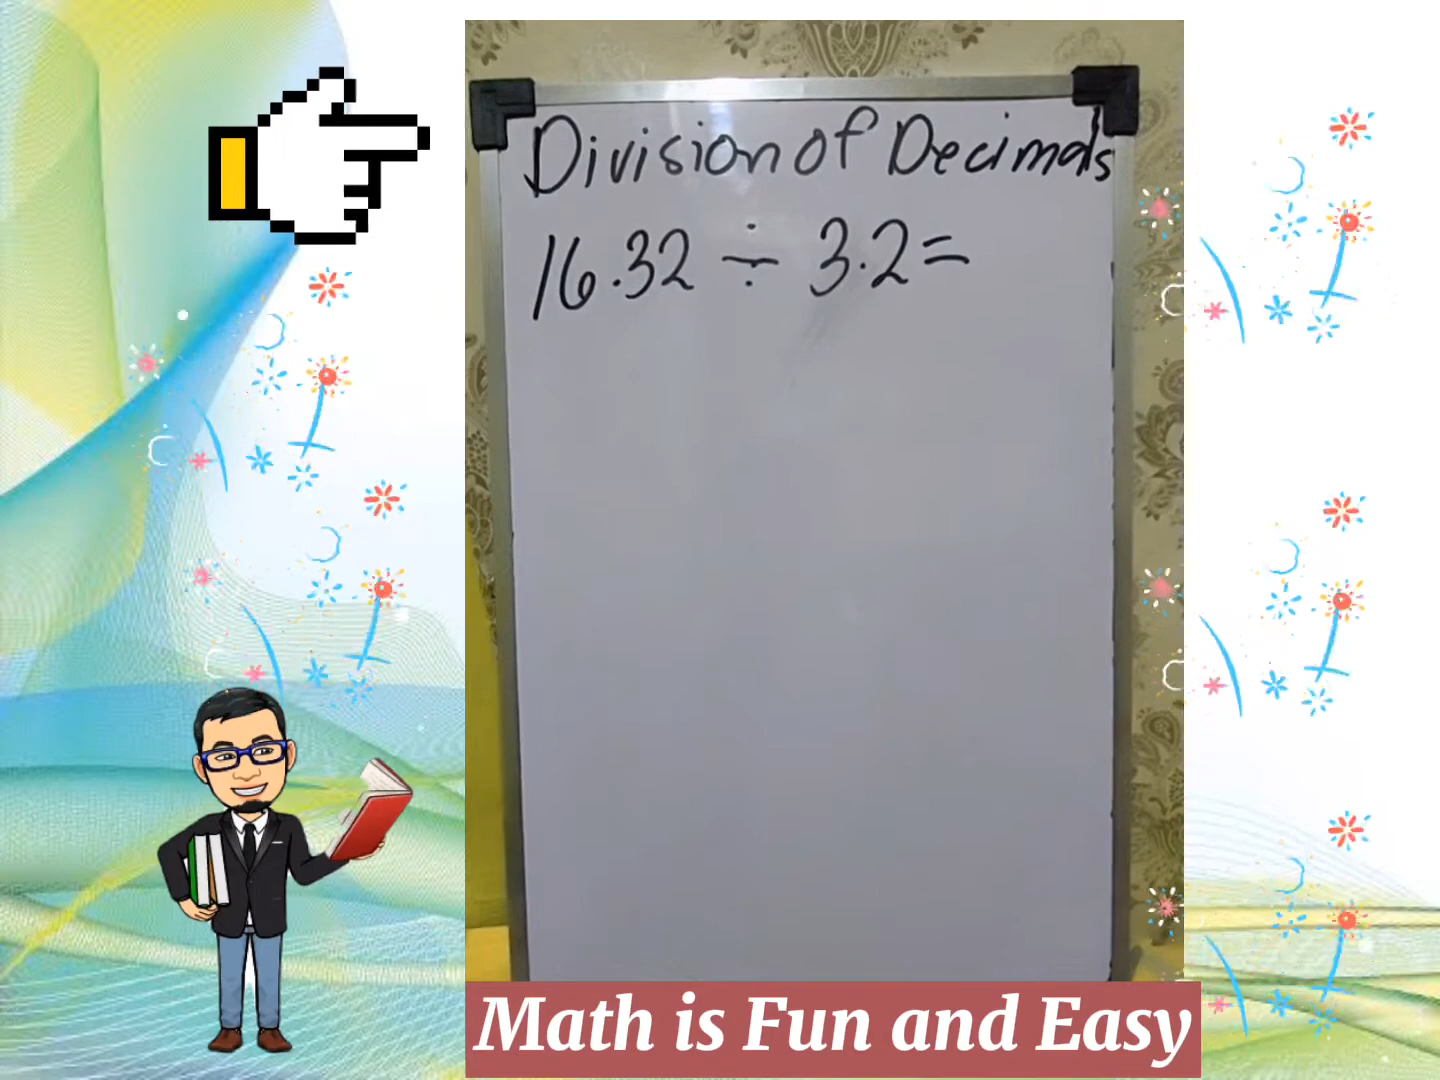 Division of Decimals
16.32 ÷ 3.2=
Math is Fun and Easy